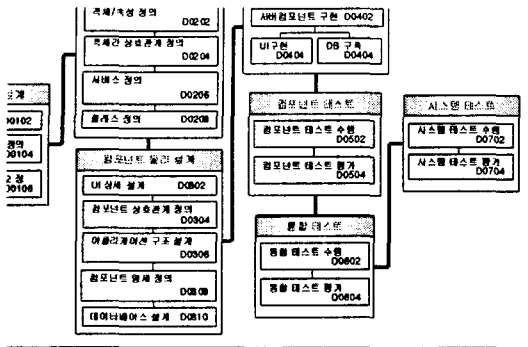 객체/속성 정의
D0202
객체간 상호관계 정의
D0204
서비스 정의
D0206
클래스 정의 D0208
계
D0102
정의
D0104
정
D0106
컴포넌트 물리 설계
UI 상세 설계 D0302
컴포넌트 상호관계 정의
D0304
어플리케이션 구조 설계
D0306
컴포넌트 명세 정의
D0308
데이타베이스 설계 D0310
서버컴포넌트 구현 D0402
UI구현
D0404
DB 구축
D0404
컴포넌트 테스트
컴포넌트 테스트 수행
D0502
컴포넌트 테스트 평가
D0504
통합 테스트
통합 테스트 수행
D0602
통합 테스트 평가
D0604
시스템 테스트
시스템 테스트 수행
D0702
시스템 테스트 평가
D0704